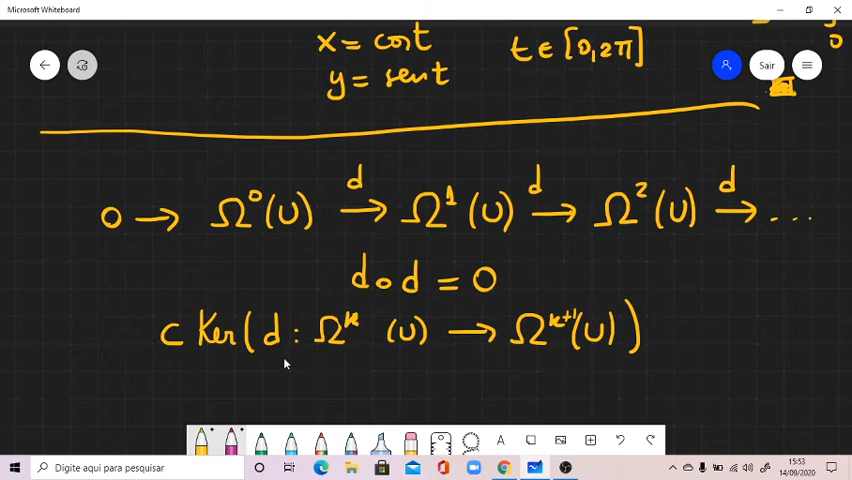 Microsoft Whiteboard
x = cost
y = sent
t ∈ [0, 2π]
0
Sair
0 → Ω⁰(U) →ᵈ Ω¹(U) →ᵈ Ω²(U) →ᵈ ...
d∘d = 0
⊂ Ker(d : Ωᵏ(U) → Ωᵏ⁺¹(U))
Digite aqui para pesquisar
15:53
14/09/2020